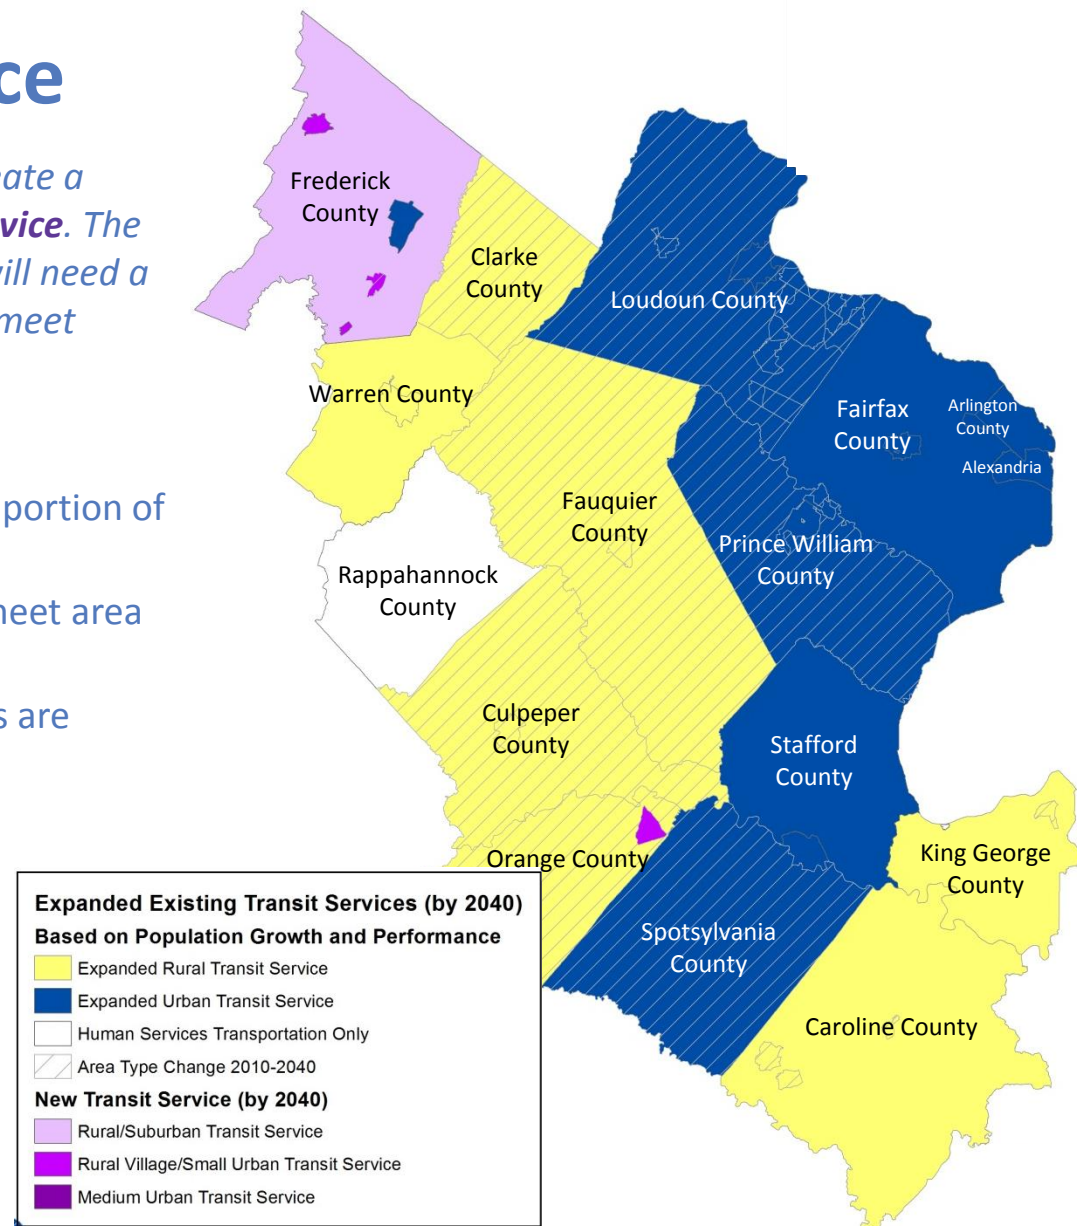 ce
eate a
vice. The
will need a
meet
portion of
neet area
s are
Frederick
County
Clarke
County
Loudoun County
Warren County
Fairfax
County
Arlington
County
Alexandria
Fauquier
County
Prince William
County
Rappahannock
County
Culpeper
County
Stafford
County
Orange County
King George
County
Spotsylvania
County
Caroline County
Expanded Existing Transit Services (by 2040)
Based on Population Growth and Performance
Expanded Rural Transit Service
Expanded Urban Transit Service
Human Services Transportation Only
Area Type Change 2010-2040
New Transit Service (by 2040)
Rural/Suburban Transit Service
Rural Village/Small Urban Transit Service
Medium Urban Transit Service